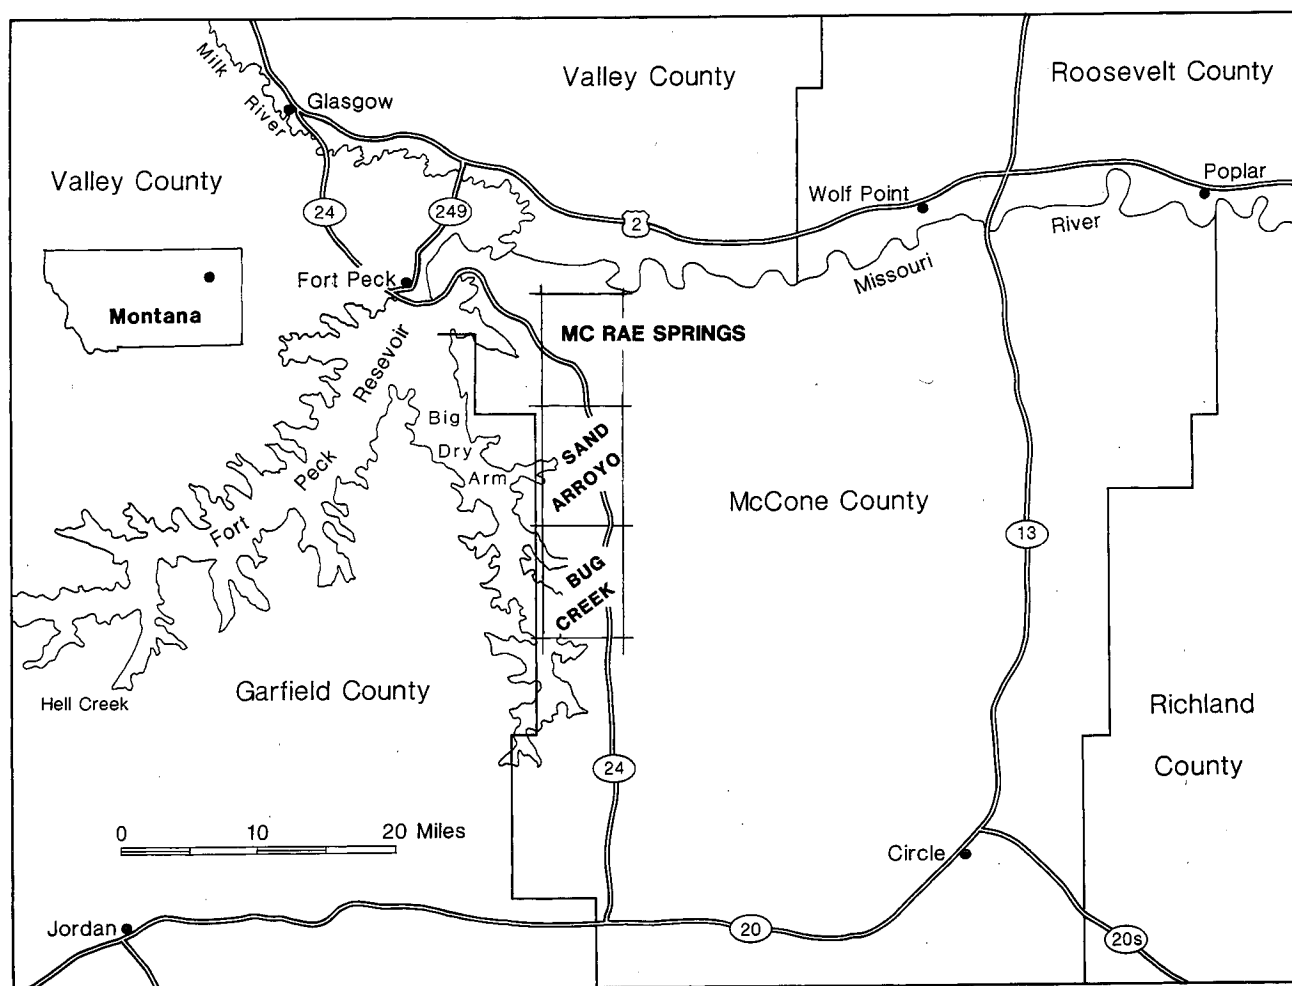 Milk
River
Glasgow
Valley County
Roosevelt County
Valley County
24
249
2
Wolf Point
Poplar
River
Missouri
Fort Peck
Montana
MC RAE SPRINGS
Resevoir
Peck
Fort
Big
Dry
Arm
SAND
ARROYO
McCone County
13
BUG
CREEK
Hell Creek
Garfield County
Richland
County
24
0 10 20 Miles
Circle
Jordan
20
20s